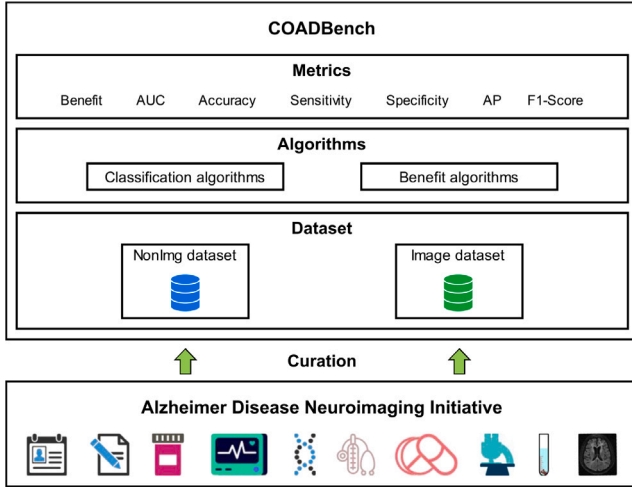 COADBench
Metrics
Benefit AUC Accuracy Sensitivity Specificity AP F1-Score
Algorithms
Classification algorithms Benefit algorithms
Dataset
NonImg dataset Image dataset
Curation
Alzheimer Disease Neuroimaging Initiative